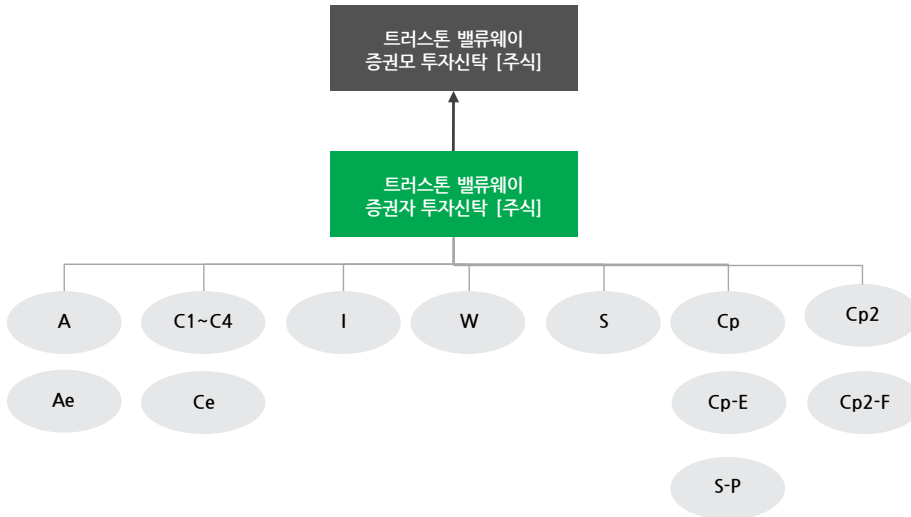 트러스톤 밸류웨이
증권모 투자신탁 [주식]
트러스톤 밸류웨이
증권자 투자신탁 [주식]
A
C1~C4
I
W
S
Cp
Cp2
Ae
Ce
Cp-E
Cp2-F
S-P